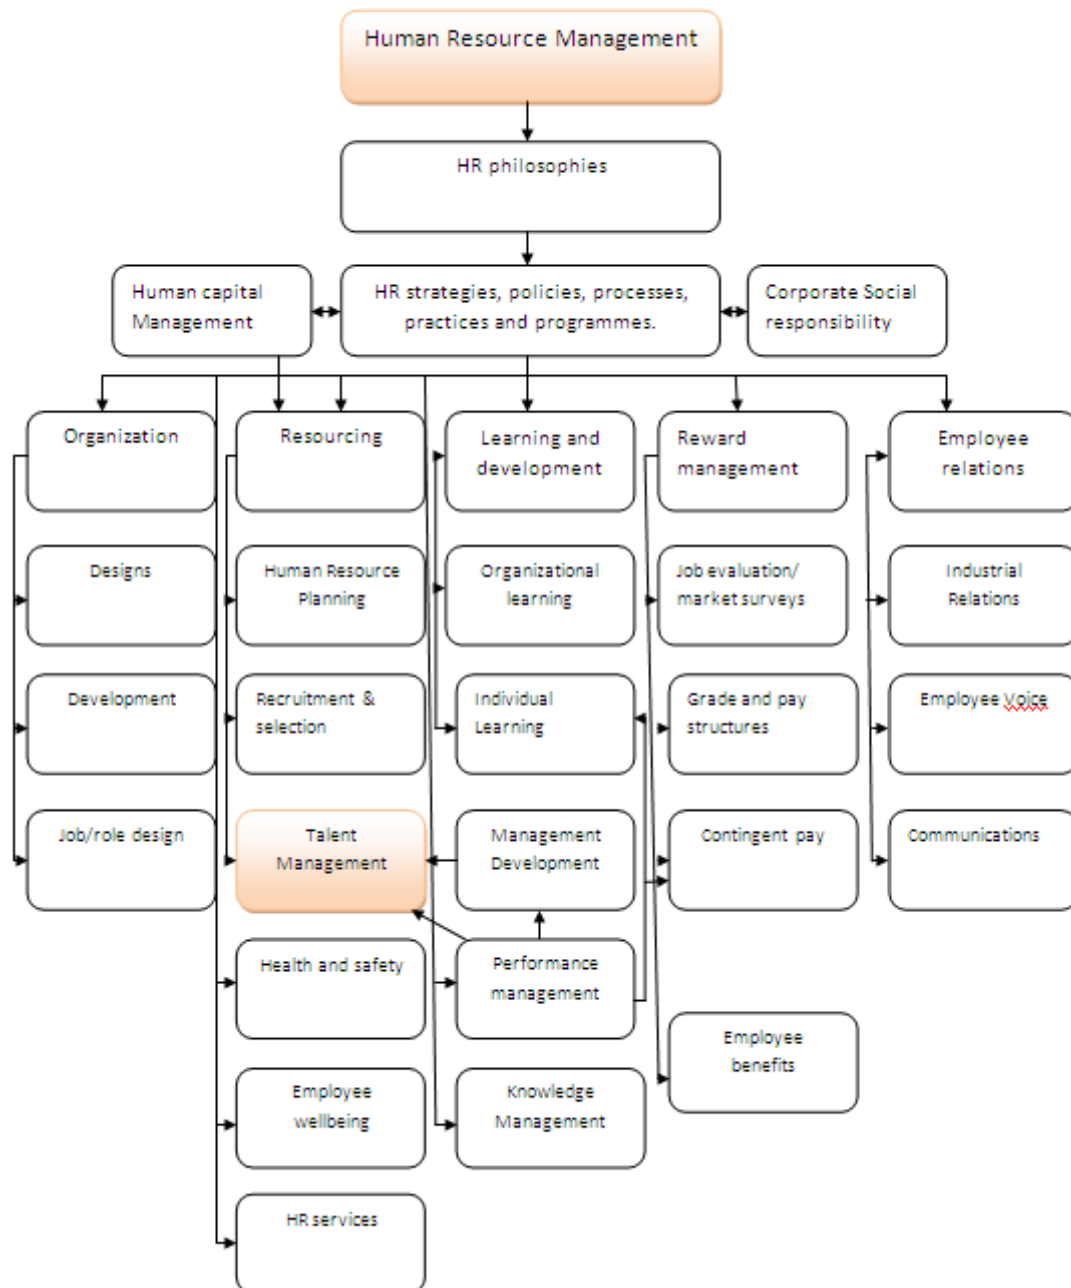 Human Resource Management
HR philosophies
Human capital
Management
HR strategies, policies, processes,
practices and programmes.
Corporate Social
responsibility
Organization
Resourcing
Learning and
development
Reward
management
Employee
relations
Designs
Human Resource
Planning
Organizational
learning
Job evaluation/
market surveys
Industrial
Relations
Development
Recruitment &
selection
Individual
Learning
Grade and pay
structures
Employee Voice
Job/role design
Talent
Management
Management
Development
Contingent pay
Communications
Health and safety
Performance
management
Employee
benefits
Employee
wellbeing
Knowledge
Management
HR services